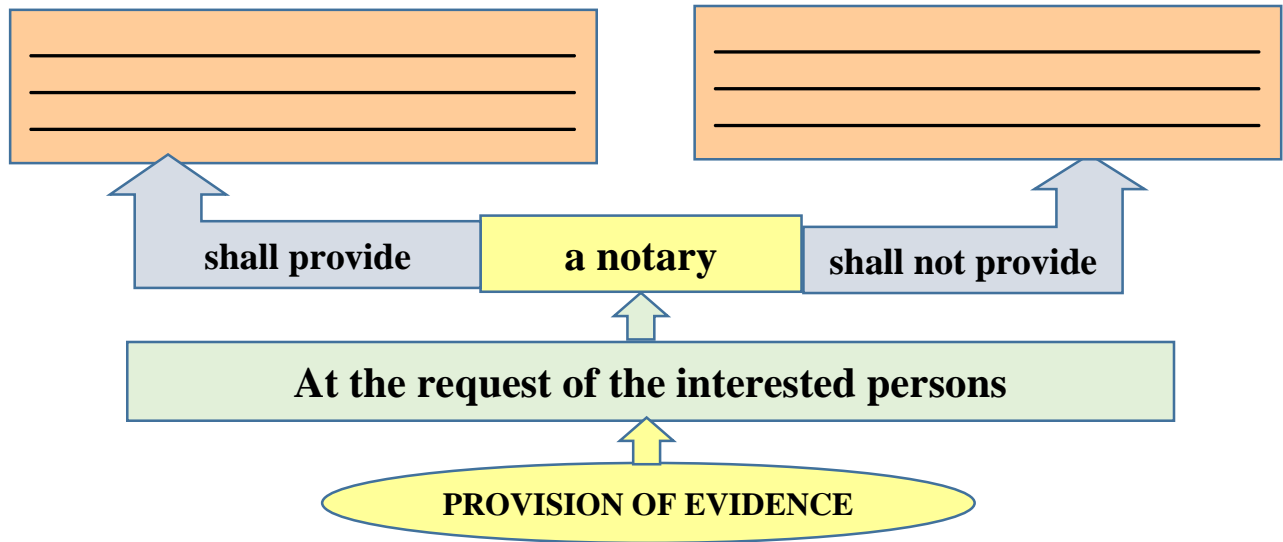 shall provide
a notary
shall not provide
At the request of the interested persons
PROVISION OF EVIDENCE